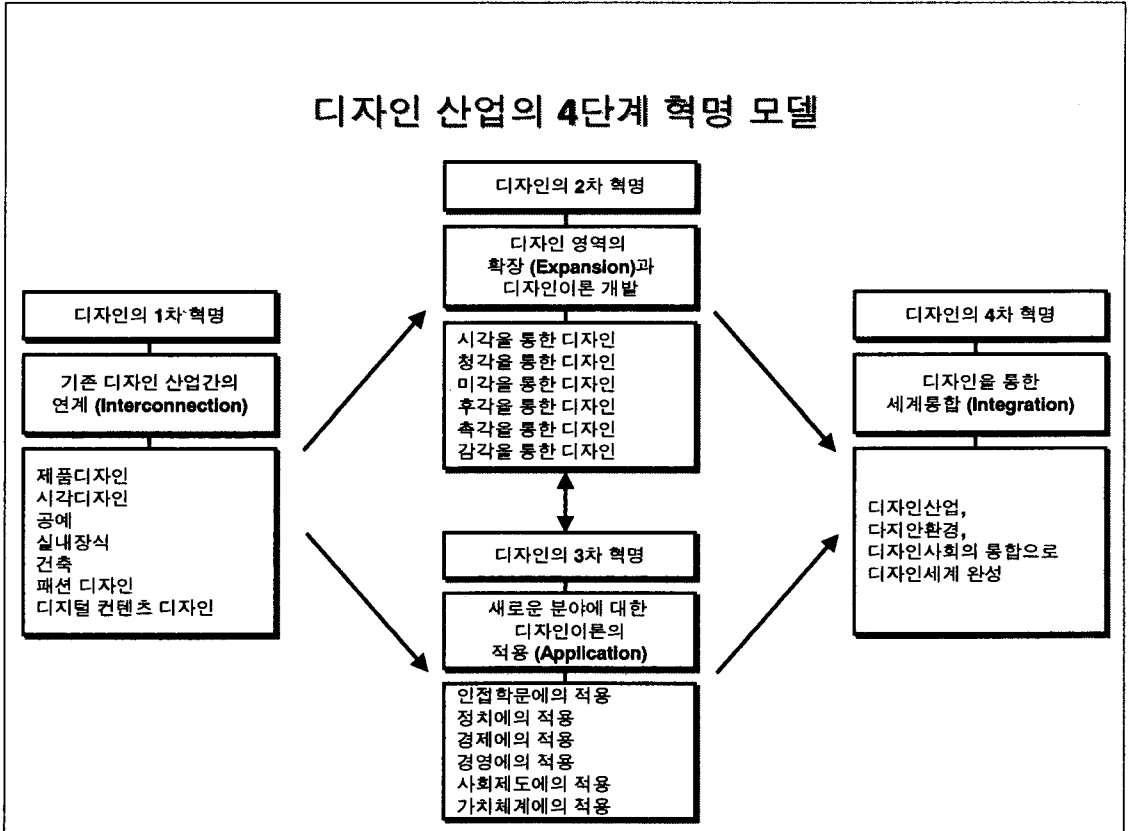 디자인 산업의 4단계 혁명 모델
디자인의 1차 혁명
기존 디자인 산업간의
연계 (Interconnection)
제품디자인
시각디자인
공예
실내장식
건축
패션 디자인
디지털 컨텐츠 디자인
디자인의 2차 혁명
디자인 영역의
확장 (Expansion)과
디자인이론 개발
시각을 통한 디자인
청각을 통한 디자인
미각을 통한 디자인
후각을 통한 디자인
촉각을 통한 디자인
감각을 통한 디자인
디자인의 3차 혁명
새로운 분야에 대한
디자인이론의
적용 (Application)
인접학문에의 적용
정치에의 적용
경제에의 적용
경영에의 적용
사회제도에의 적용
가치체계에의 적용
디자인의 4차 혁명
디자인을 통한
세계통합 (Integration)
디자인산업,
다지안환경,
디자인사회의 통합으로
디자인세계 완성